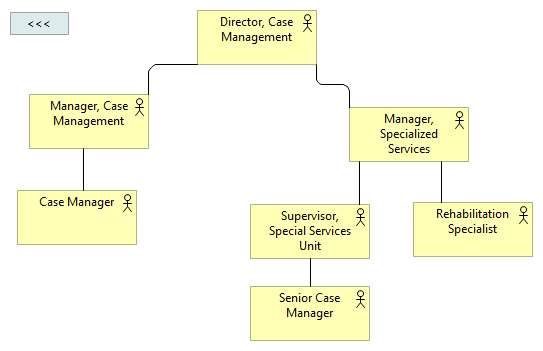 <<<
Director, Case
Management
Manager, Case
Management
Manager,
Specialized
Services
Case Manager
Supervisor,
Special Services
Unit
Rehabilitation
Specialist
Senior Case
Manager